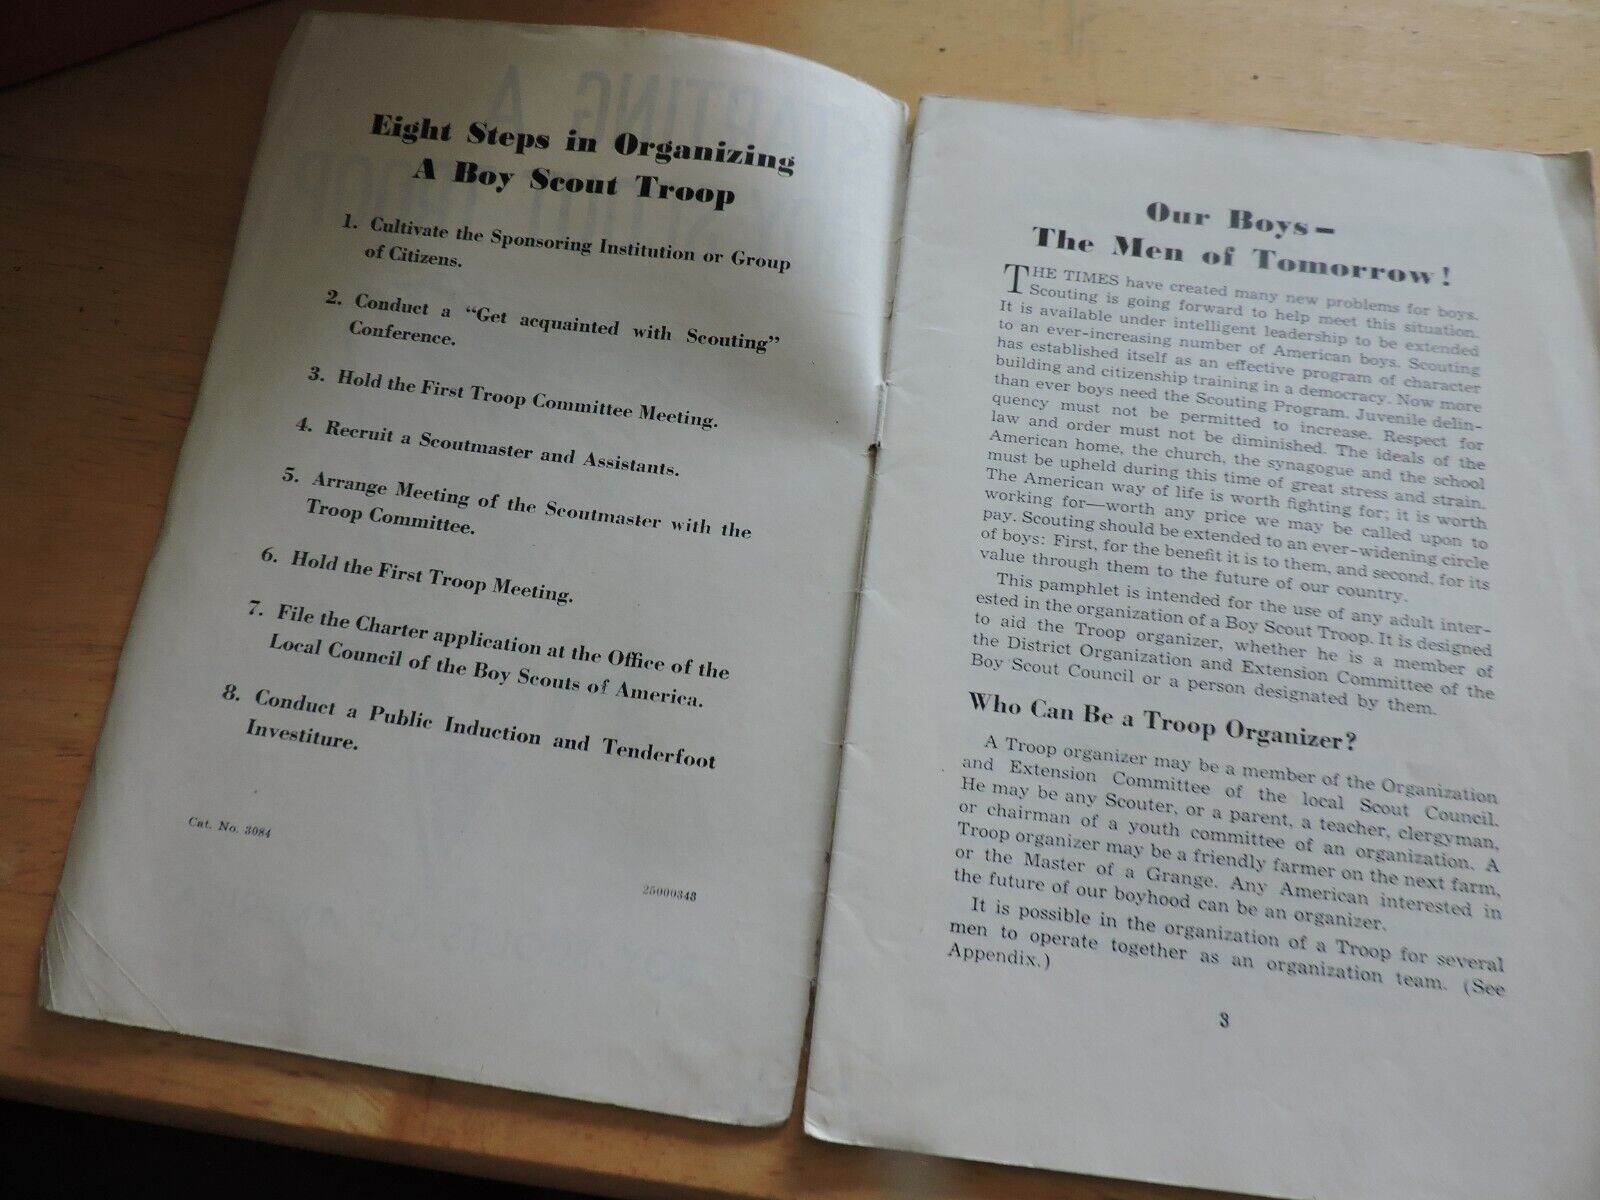 Eight Steps in Organizing
A Boy Scout Troop
1. Cultivate the Sponsoring Institution or Group
of Citizens.
2. Conduct a "Get acquainted with Scouting"
Conference.
3. Hold the First Troop Committee Meeting.
4. Recruit a Scoutmaster and Assistants.
5. Arrange Meeting of the Scoutmaster with the
Troop Committee.
6. Hold the First Troop Meeting.
7. File the Charter application at the Office of the
Local Council of the Boy Scouts of America.
8. Conduct a Public Induction and Tenderfoot
Investiture.
Cat. No. 3084
25000343
Our Boys—
The Men of Tomorrow!
THE TIMES have created many new problems for boys.
Scouting is going forward to help meet this situation.
It is available under intelligent leadership to be extended
to an ever-increasing number of American boys. Scouting
has established itself as an effective program of character
building and citizenship training in a democracy. Now more
than ever boys need the Scouting Program. Juvenile delin-
quency must not be permitted to increase. Respect for
law and order must not be diminished. The ideals of the
American home, the church, the synagogue and the school
must be upheld during this time of great stress and strain.
The American way of life is worth fighting for; it is worth
working for—worth any price we may be called upon to
pay. Scouting should be extended to an ever-widening circle
of boys: First, for the benefit it is to them, and second, for its
value through them to the future of our country.
This pamphlet is intended for the use of any adult inter-
ested in the organization of a Boy Scout Troop. It is designed
to aid the Troop organizer, whether he is a member of
the District Organization and Extension Committee of the
Boy Scout Council or a person designated by them.
Who Can Be a Troop Organizer?
A Troop organizer may be a member of the Organization
and Extension Committee of the local Scout Council.
He may be any Scouter, or a parent, a teacher, clergyman,
or chairman of a youth committee of an organization. A
Troop organizer may be a friendly farmer on the next farm,
or the Master of a Grange. Any American interested in
the future of our boyhood can be an organizer.
It is possible in the organization of a Troop for several
men to operate together as an organization team. (See
Appendix.)
3